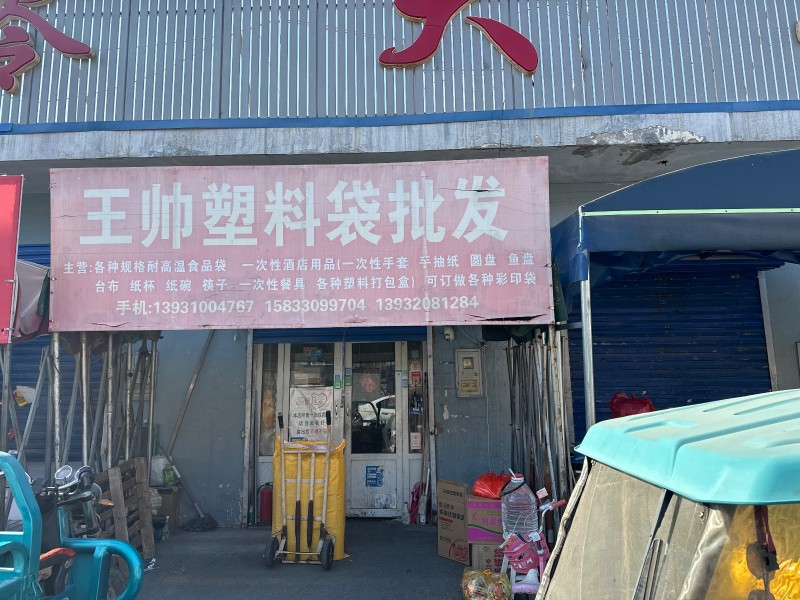 王帅塑料袋批发
主营:各种规格耐高温食品袋 一次性酒店用品(一次性手套 手抽纸 圆盘 鱼盘
台布 纸杯 纸碗 筷子 一次性餐具 各种塑料打包盒) 可订做各种彩印袋
手机:13931004767 15833099704 13932081284